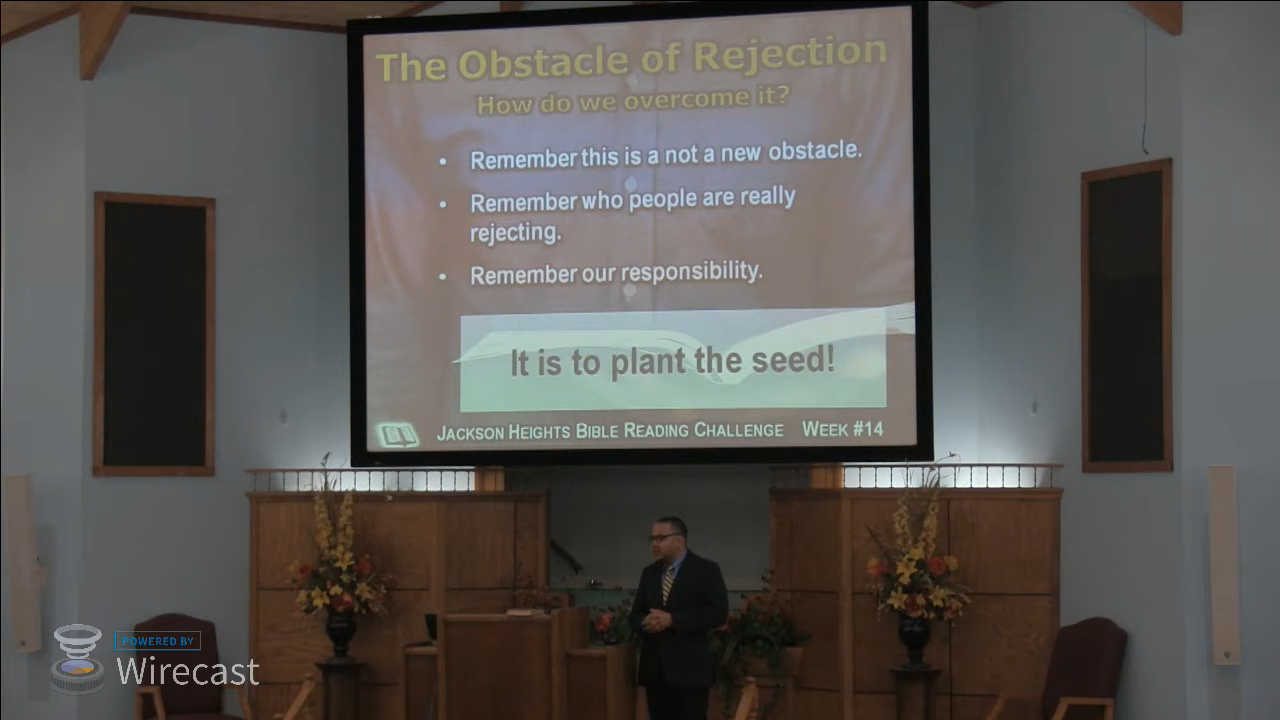 The Obstacle of Rejection
How do we overcome it?
• Remember this is a not a new obstacle.
• Remember who people are really
rejecting.
• Remember our responsibility.
It is to plant the seed!
JACKSON HEIGHTS BIBLE READING CHALLENGE WEEK #14
POWERED BY
Wirecast